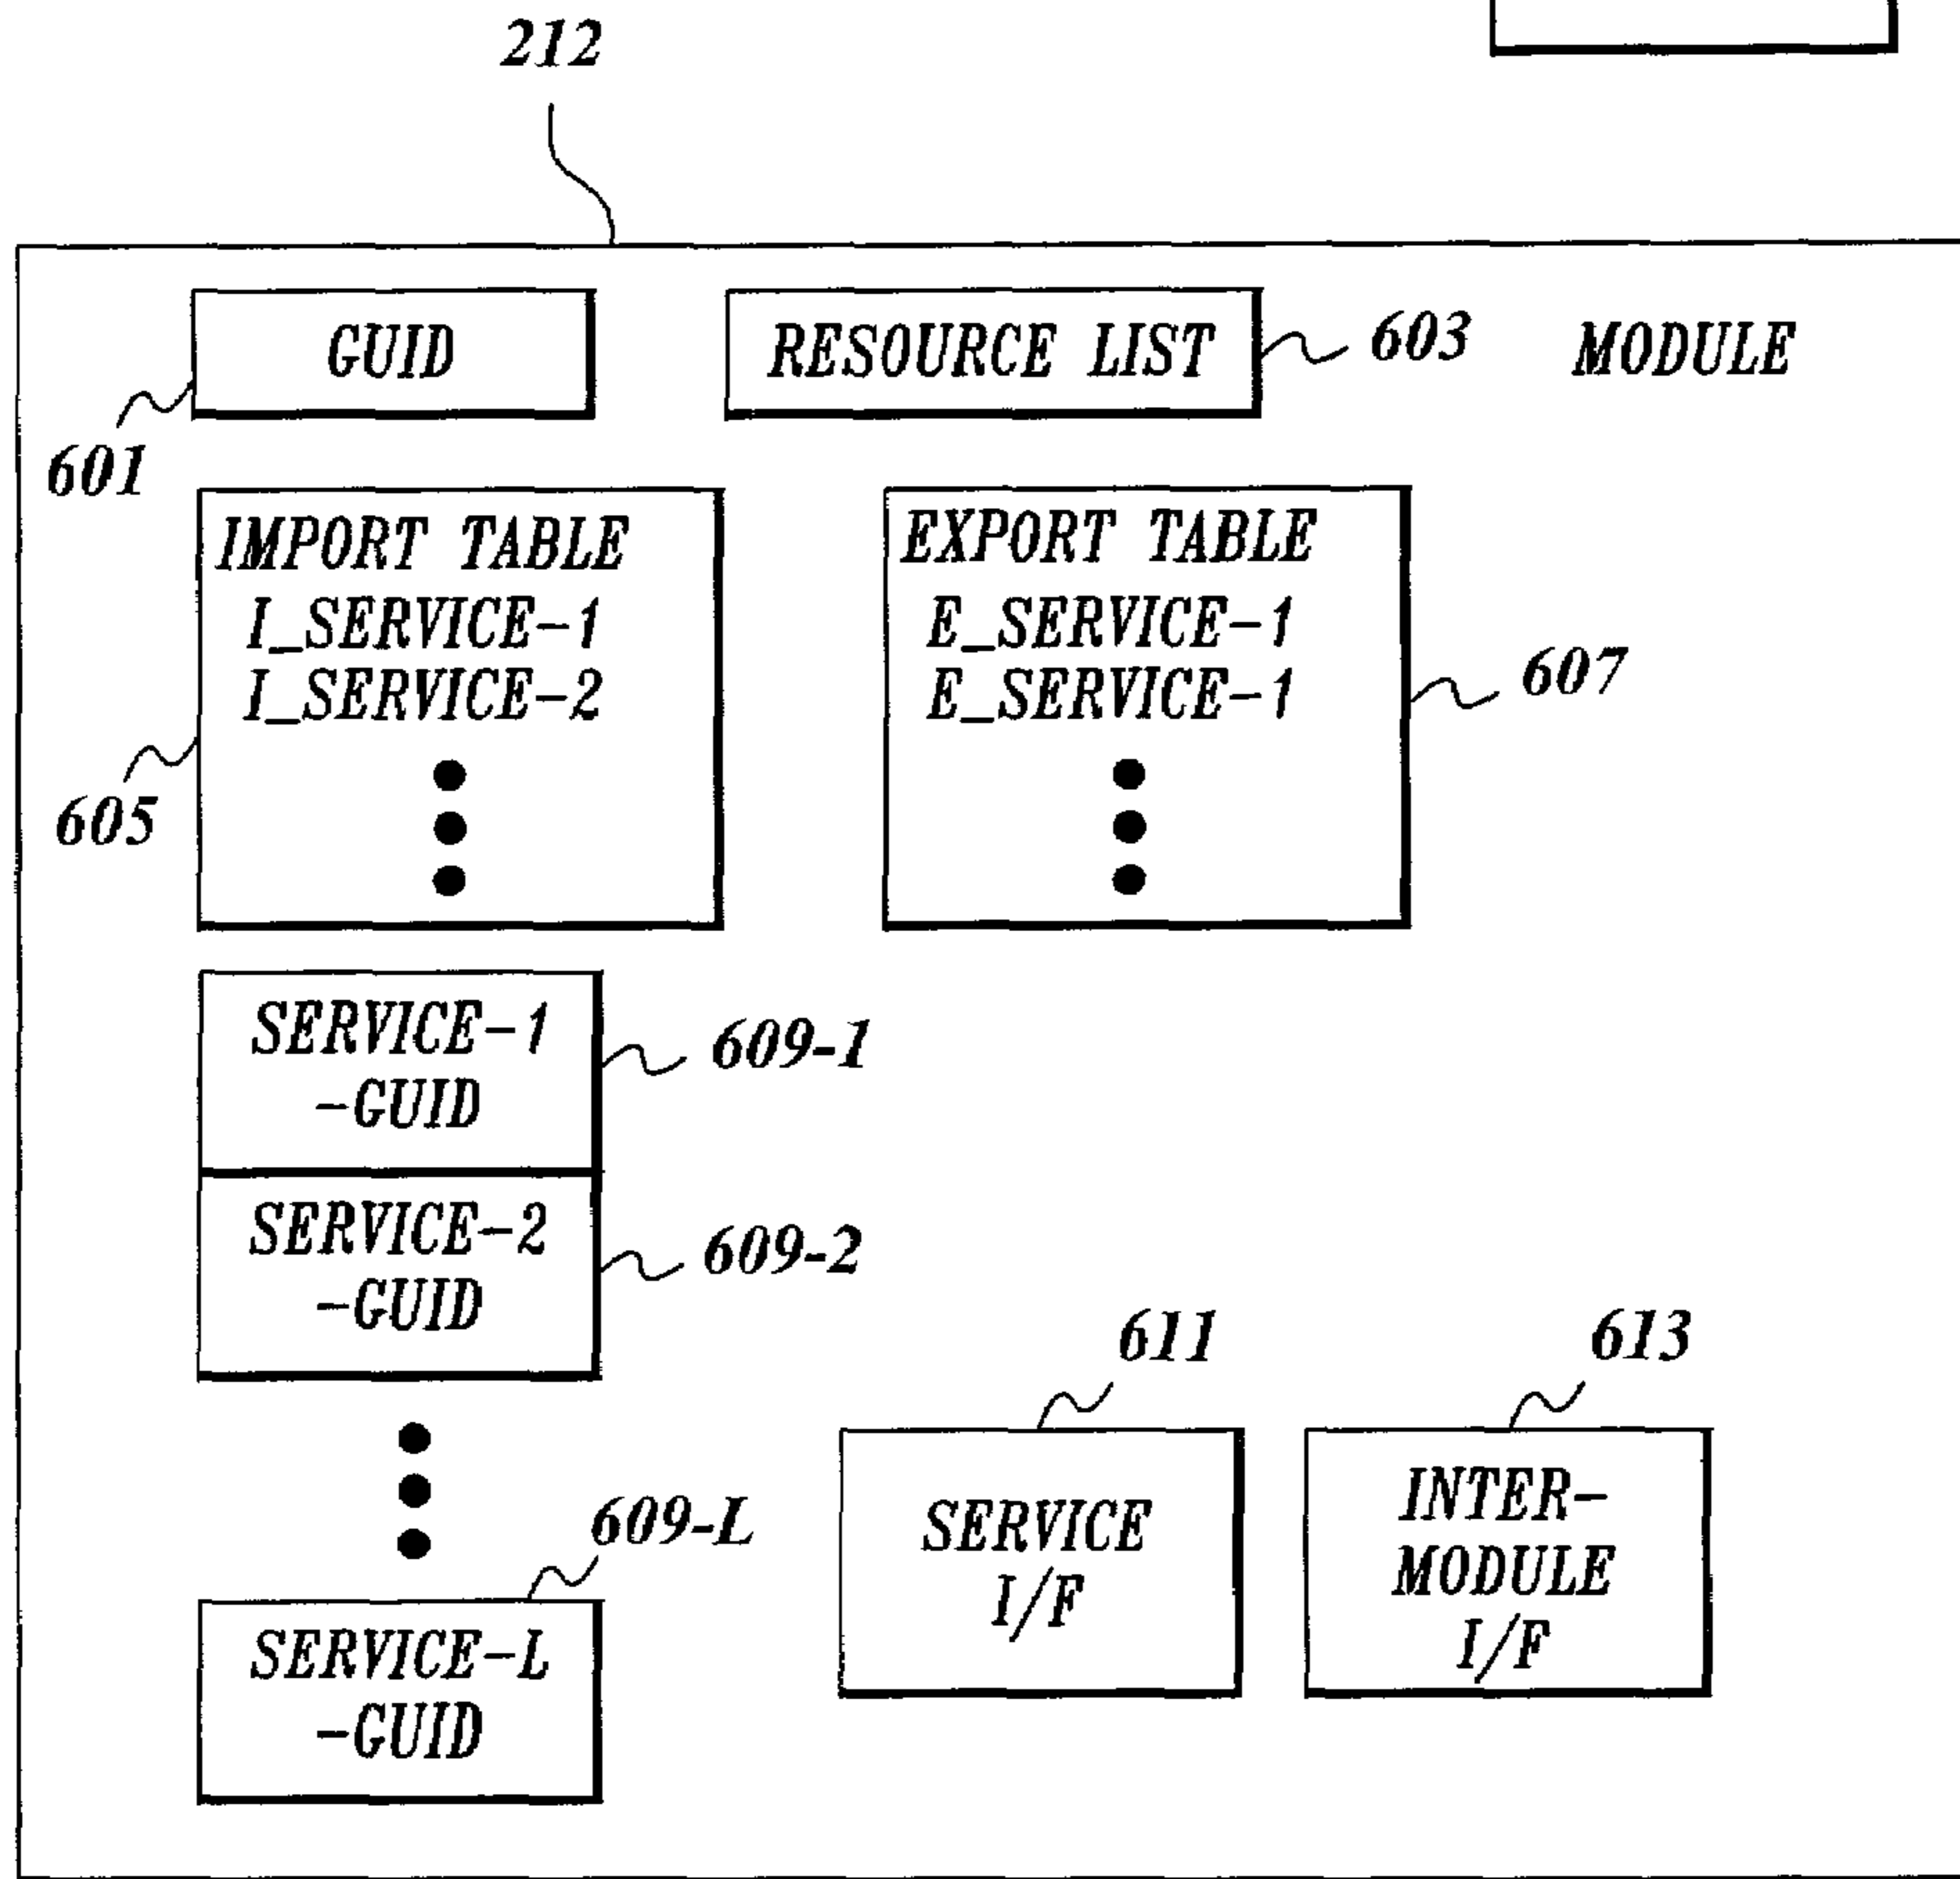 212
GUID
RESOURCE LIST
603
MODULE
601
IMPORT TABLE
I_SERVICE-1
I_SERVICE-2
605
EXPORT TABLE
E_SERVICE-1
E_SERVICE-1
607
SERVICE-1
-GUID
609-1
SERVICE-2
-GUID
609-2
609-L
SERVICE-L
-GUID
611
SERVICE
I/F
613
INTER-
MODULE
I/F